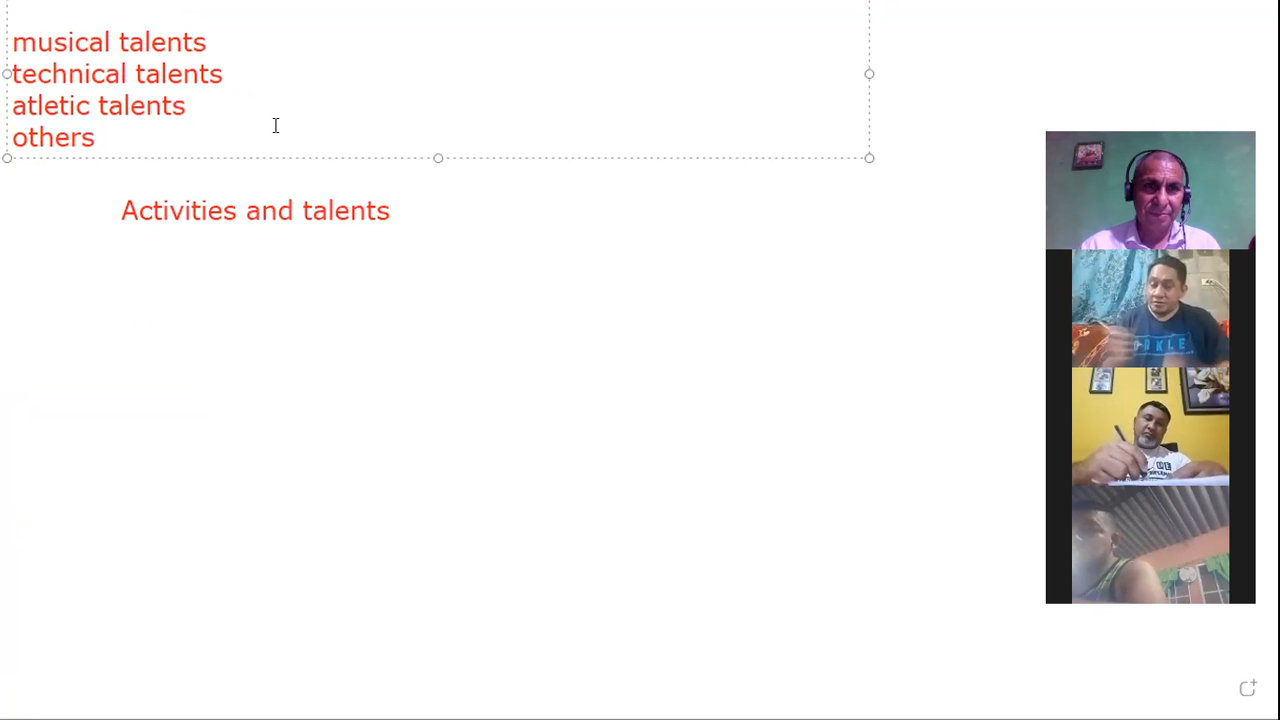 musical talents
technical talents
atletic talents
others
Activities and talents